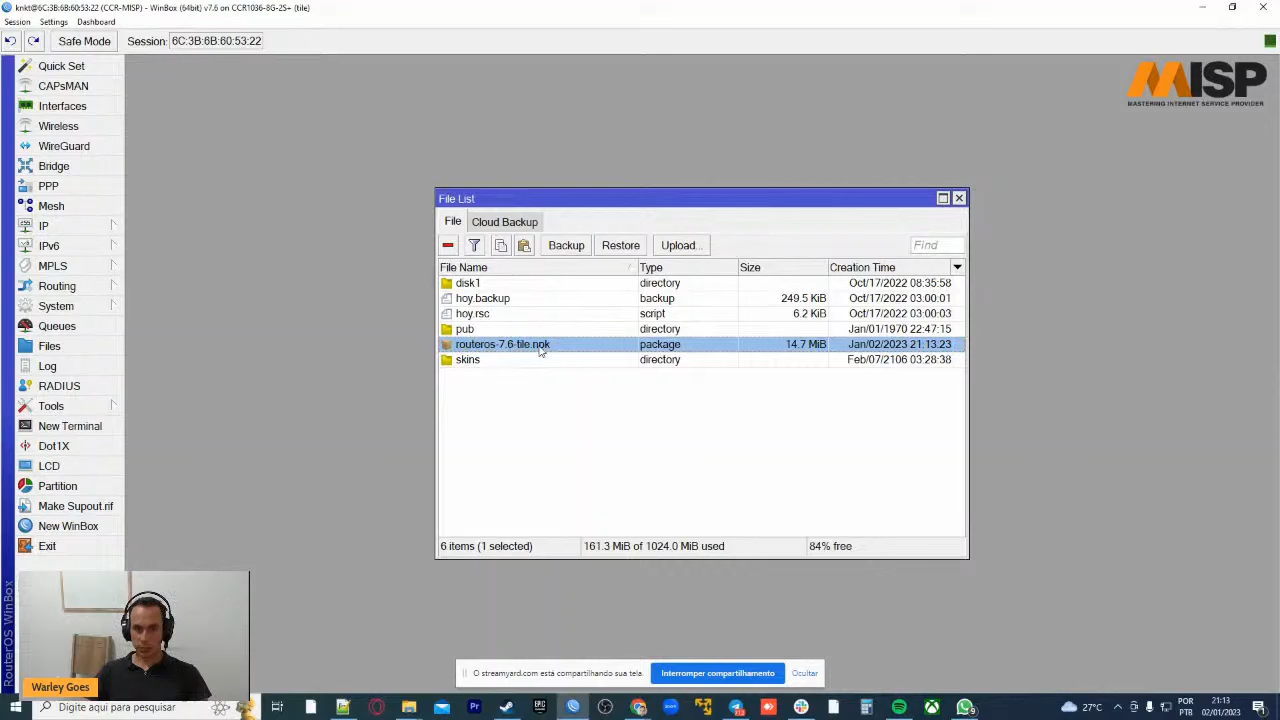 knkt@6C:3B:6B:60:53:22 (CCR-MISP) - WinBox (64bit) v7.6 on CCR1036-8G-2S+ (tile)
Session Settings Dashboard
Safe Mode Session: 6C:3B:6B:60:53:22
Quick Set
CAPsMAN
Interfaces
Wireless
WireGuard
Bridge
PPP
Mesh
IP
IPv6
MPLS
Routing
System
Queues
Files
Log
RADIUS
Tools
New Terminal
Dot1X
LCD
Partition
Make Supout.rif
New WinBox
Exit
RouterOS WinBox
MISP
MASTERING INTERNET SERVICE PROVIDER
File List
File Cloud Backup
Backup Restore Upload... Find
File Name Type Size Creation Time
disk1 directory Oct/17/2022 08:35:58
hoy.backup backup 249.5 KiB Oct/17/2022 03:00:01
hoy.rsc script 6.2 KiB Oct/17/2022 03:00:03
pub directory Jan/01/1970 22:47:15
routeros-7.6-tile.npk package 14.7 MiB Jan/02/2023 21:13:23
skins directory Feb/07/2106 03:28:38
6 items (1 selected) 161.3 MiB of 1024.0 MiB used 84% free
Warley Goes
O streamyard.com está compartilhando sua tela. Interromper compartilhamento Ocultar
Digite aqui para pesquisar
Pr
27°C
POR
PTB
21:13
02/01/2023